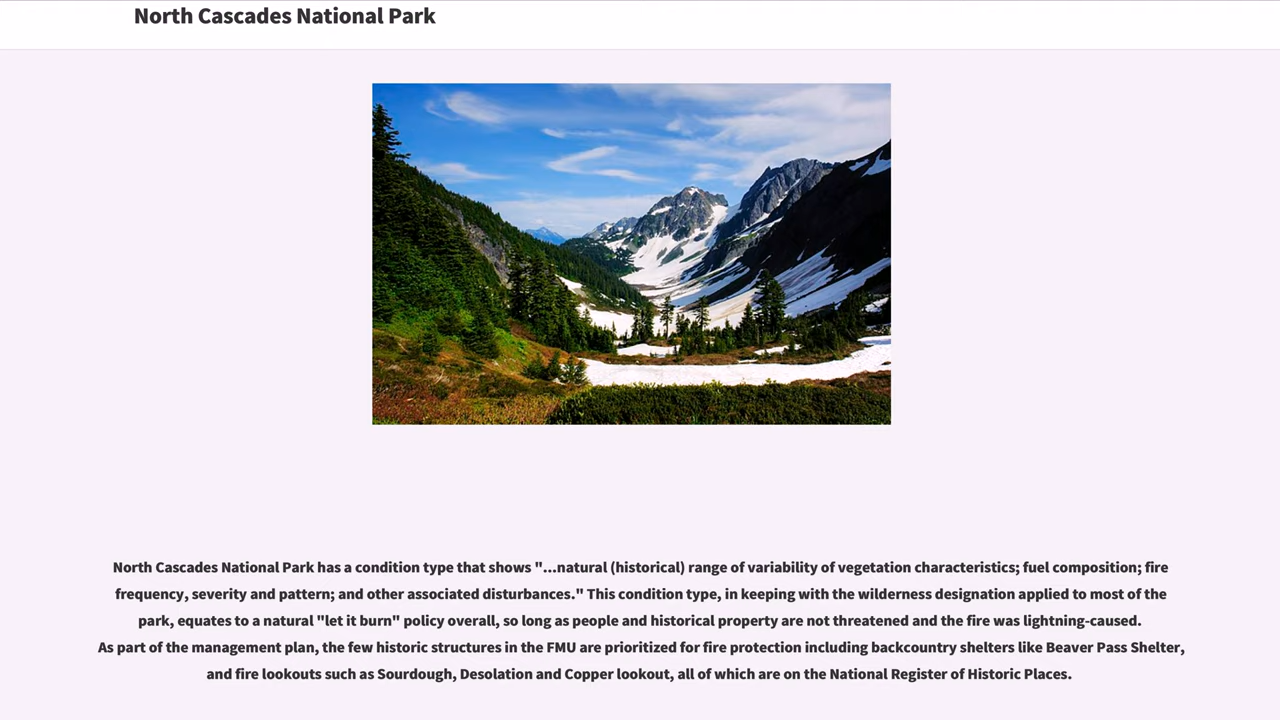 North Cascades National Park
North Cascades National Park has a condition type that shows "...natural (historical) range of variability of vegetation characteristics; fuel composition; fire
frequency, severity and pattern; and other associated disturbances." This condition type, in keeping with the wilderness designation applied to most of the
park, equates to a natural "let it burn" policy overall, so long as people and historical property are not threatened and the fire was lightning-caused.
As part of the management plan, the few historic structures in the FMU are prioritized for fire protection including backcountry shelters like Beaver Pass Shelter,
and fire lookouts such as Sourdough, Desolation and Copper lookout, all of which are on the National Register of Historic Places.